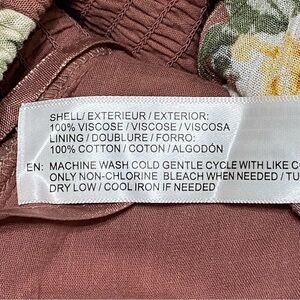 SHELL/ EXTERIEUR / EXTERIOR:
100% VISCOSE / VISCOSE / VISCOSA
LINING / DOUBLURE / FORRO:
100% COTTON / COTON / ALGODÓN
EN: MACHINE WASH COLD GENTLE CYCLE WITH LIKE CO
ONLY NON-CHLORINE BLEACH WHEN NEEDED / TU
DRY LOW / COOL IRON IF NEEDED